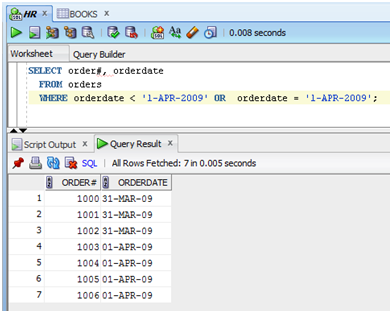 HR x BOOKS x
0.008 seconds
Worksheet Query Builder
SELECT order#, orderdate
FROM orders
WHERE orderdate < '1-APR-2009' OR orderdate = '1-APR-2009';
Script Output x Query Result x
SQL | All Rows Fetched: 7 in 0.005 seconds
ORDER# ORDERDATE
1 1000 31-MAR-09
2 1001 31-MAR-09
3 1002 31-MAR-09
4 1003 01-APR-09
5 1004 01-APR-09
6 1005 01-APR-09
7 1006 01-APR-09